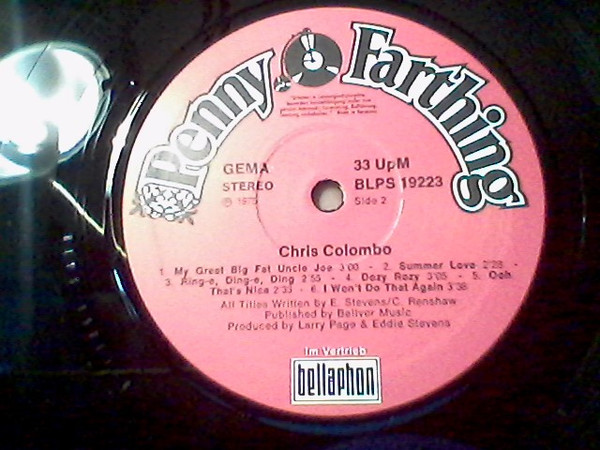 Penny Farthing
GEMA
STEREO
33 UpM
BLPS 19223
Side 2
Chris Colombo
1. My Great Big Fat Uncle Joe 3:00 - 2. Summer Love 2'28 -
3. Ring-e, Ding-e, Ding 2'55 - 4. Dozy Rozy 3'05 - 5. Ooh
That's Nice 2'33 - 6. I Won't Do That Again 3'38
All Titles Written by E. Stevens/C. Renshaw
Published by Bellver Music
Produced by Larry Page & Eddie Stevens
Im Vertrieb
bellaphon